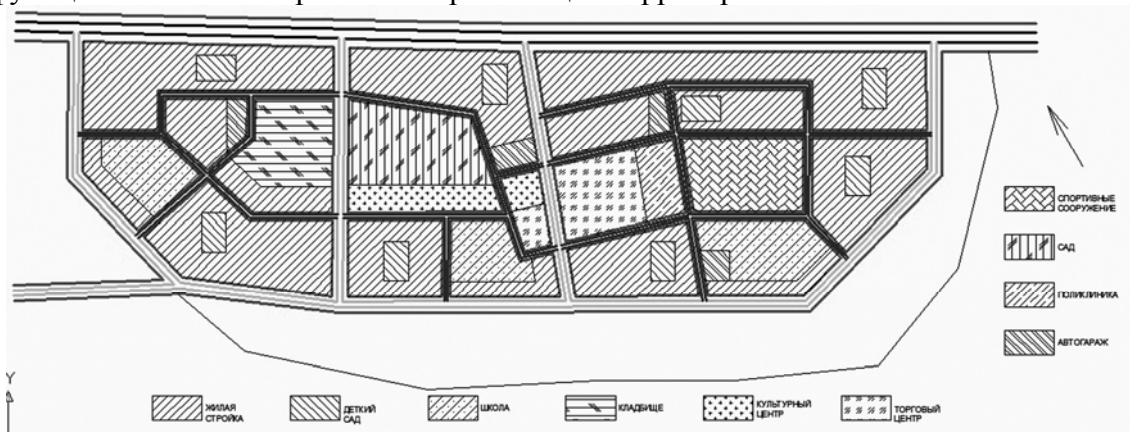 СПОРТИВНЫЕ
СООРУЖЕНИЕ
САД
ПОЛИКЛИНИКА
АВТОГАРАЖ
Y
ЖИЛАЯ
СТРОЙКА
ДЕТКИЙ
САД
ШКОЛА
КЛАДБИЩЕ
КУЛЬТУРНЫЙ
ЦЕНТР
ТОРГОВЫЙ
ЦЕНТР